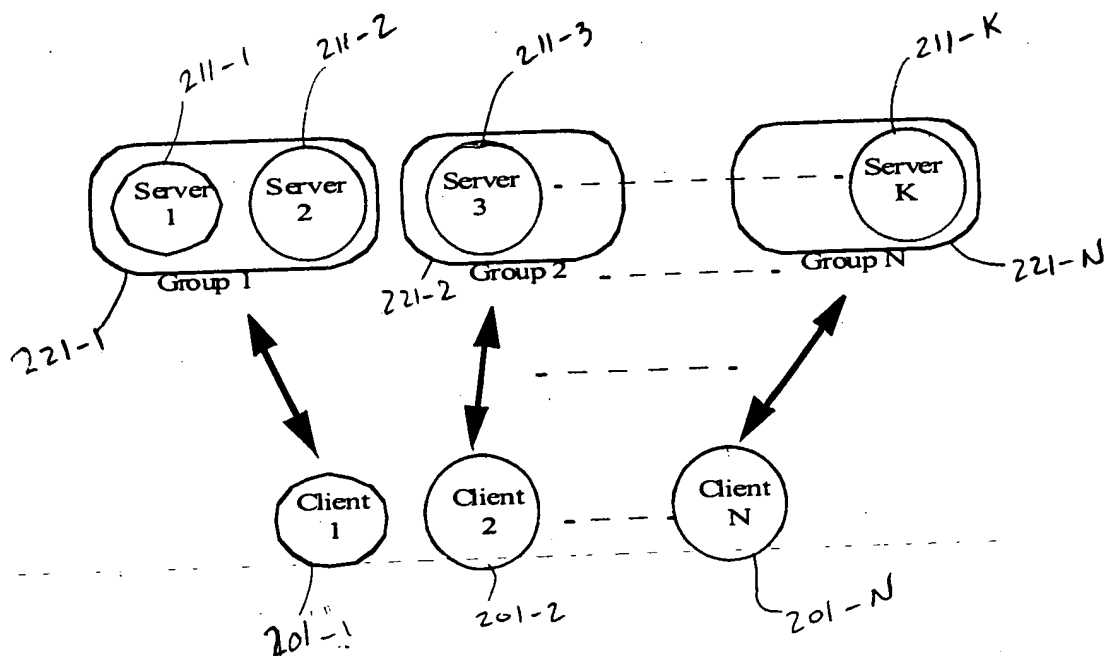 211-1
211-2
211-3
211-K
Server
1
Server
2
Server
3
Server
K
Group 1
Group 2
Group N
221-1
221-2
221-N
Client
1
Client
2
Client
N
201-1
201-2
201-N